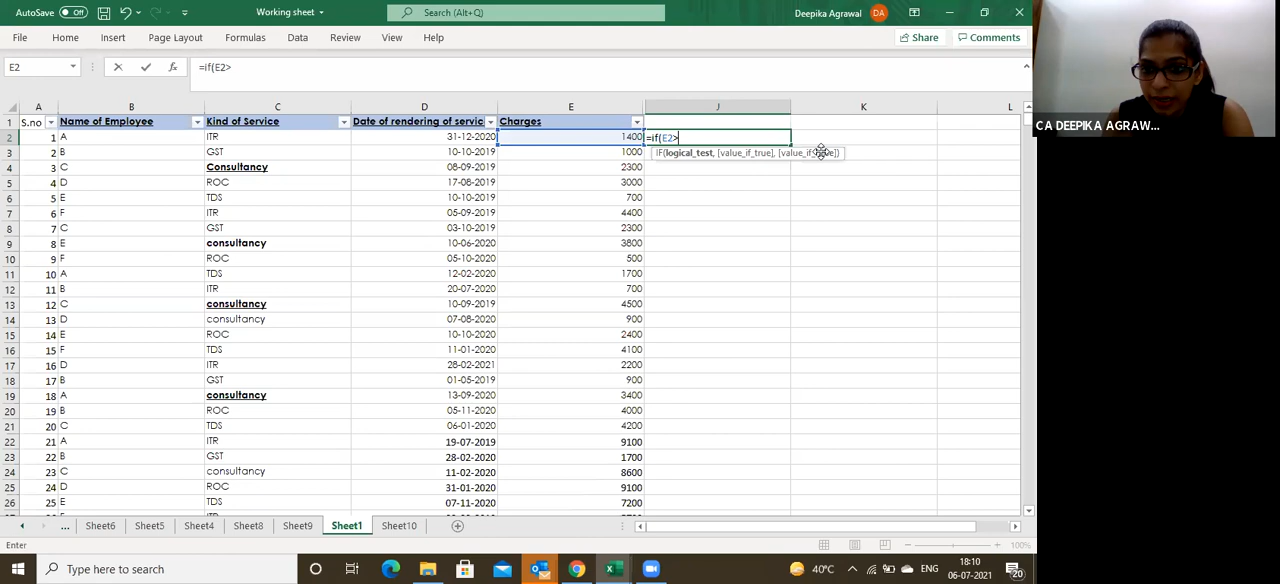 AutoSave Off Working sheet Search (Alt+Q) Deepika Agrawal DA
File Home Insert Page Layout Formulas Data Review View Help Share Comments
E2 fx =if(E2>
A B C D E J K L
1 S.no Name of Employee Kind of Service Date of rendering of servic Charges
2 1 A ITR 31-12-2020 1400 =if(E2>
3 2 B GST 10-10-2019 1000 IF(logical_test, [value_if_true], [value_if_
4 3 C Consultancy 08-09-2019 2300
5 4 D ROC 17-08-2019 3000
6 5 E TDS 10-10-2019 700
7 6 F ITR 05-09-2019 4400
8 7 C GST 03-10-2019 2300
9 8 E consultancy 10-06-2020 3800
10 9 F ROC 05-10-2020 500
11 10 A TDS 12-02-2020 1700
12 11 B ITR 20-07-2020 700
13 12 C consultancy 10-09-2019 4500
14 13 D consultancy 07-08-2020 900
15 14 E ROC 10-10-2020 2400
16 15 F TDS 11-01-2020 4100
17 16 D ITR 28-02-2021 2200
18 17 B GST 01-05-2019 900
19 18 A consultancy 13-09-2020 3400
20 19 B ROC 05-11-2020 4000
21 20 C TDS 06-01-2020 4200
22 21 A ITR 19-07-2019 9100
23 22 B GST 28-02-2020 1700
24 23 C consultancy 11-02-2020 8600
25 24 D ROC 31-01-2020 9100
26 25 E TDS 07-11-2020 7200
... Sheet6 Sheet5 Sheet4 Sheet8 Sheet9 Sheet1 Sheet10
Enter 100%
Type here to search 40°C ENG 18:10
06-07-2021 20
CA DEEPIKA AGRAW...